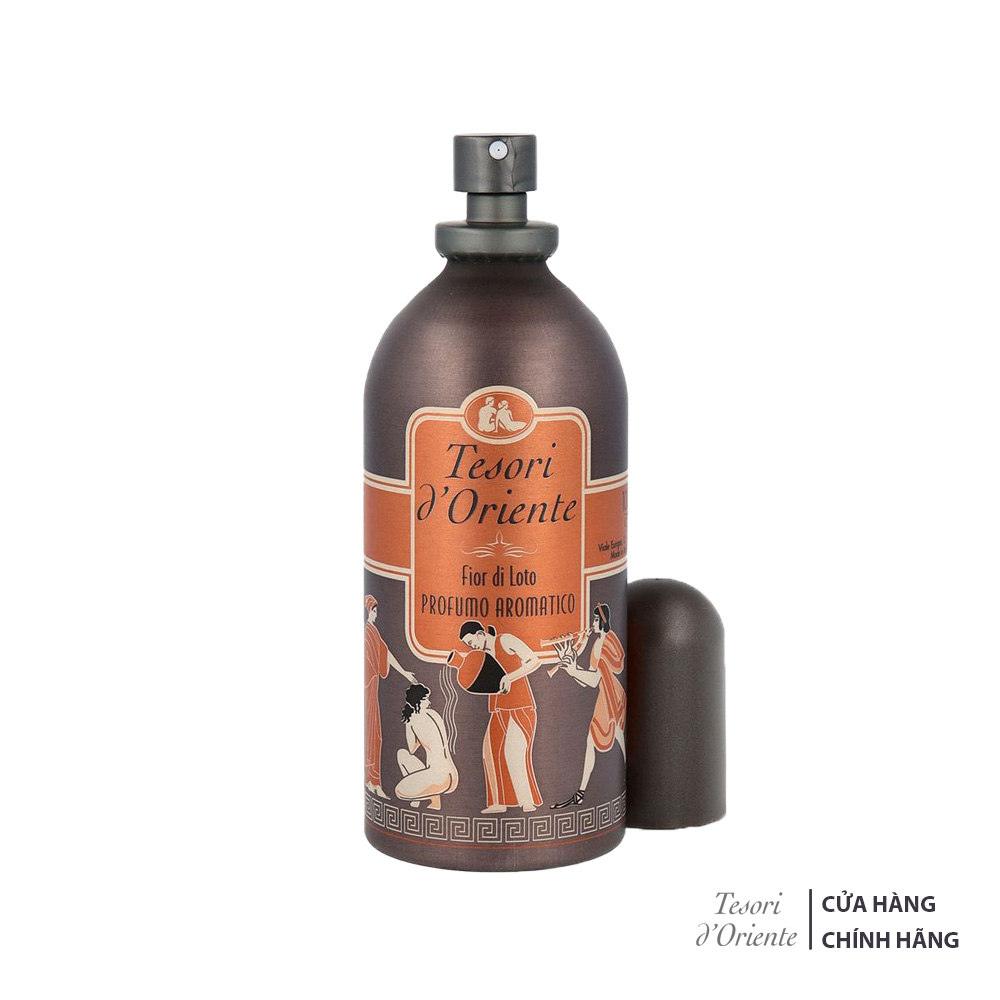 Tesori
d'Oriente
Fior di Loto
PROFUMO AROMATICO
Tesori
d'Oriente
CỬA HÀNG
CHÍNH HÃNG